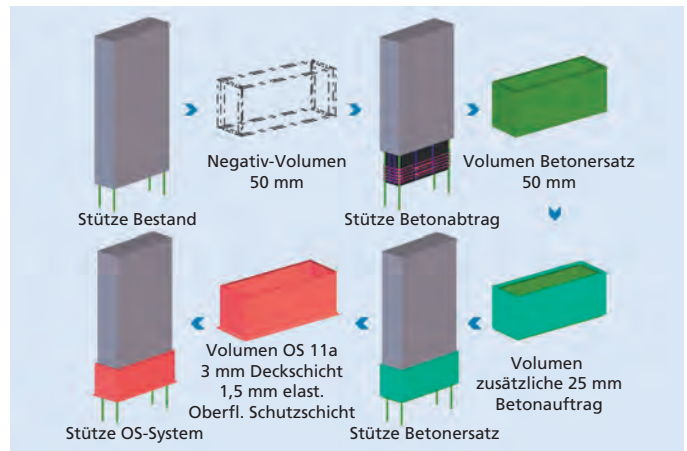 Negativ-Volumen
50 mm
Volumen Betonersatz
50 mm
Stütze Bestand
Stütze Betonabtrag
Volumen OS 11a
3 mm Deckschicht
1,5 mm elast.
Oberfl. Schutzschicht
Volumen
zusätzliche 25 mm
Betonauftrag
Stütze OS-System
Stütze Betonersatz